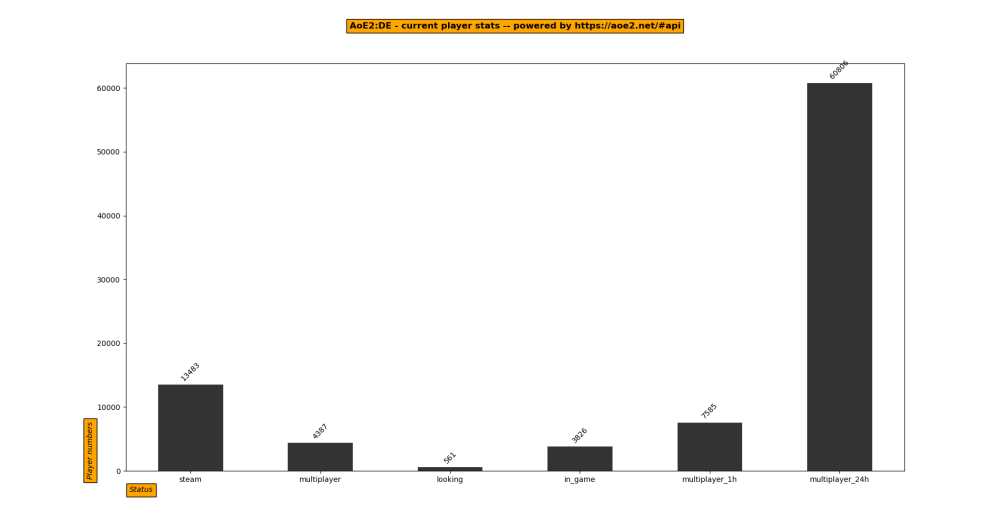 AoE2:DE - current player stats -- powered by https://aoe2.net/#api
60806
60000
50000
40000
30000
20000
13483
10000
7585
4387
3826
561
0
Player numbers
steam
multiplayer
looking
in_game
multiplayer_1h
multiplayer_24h
Status